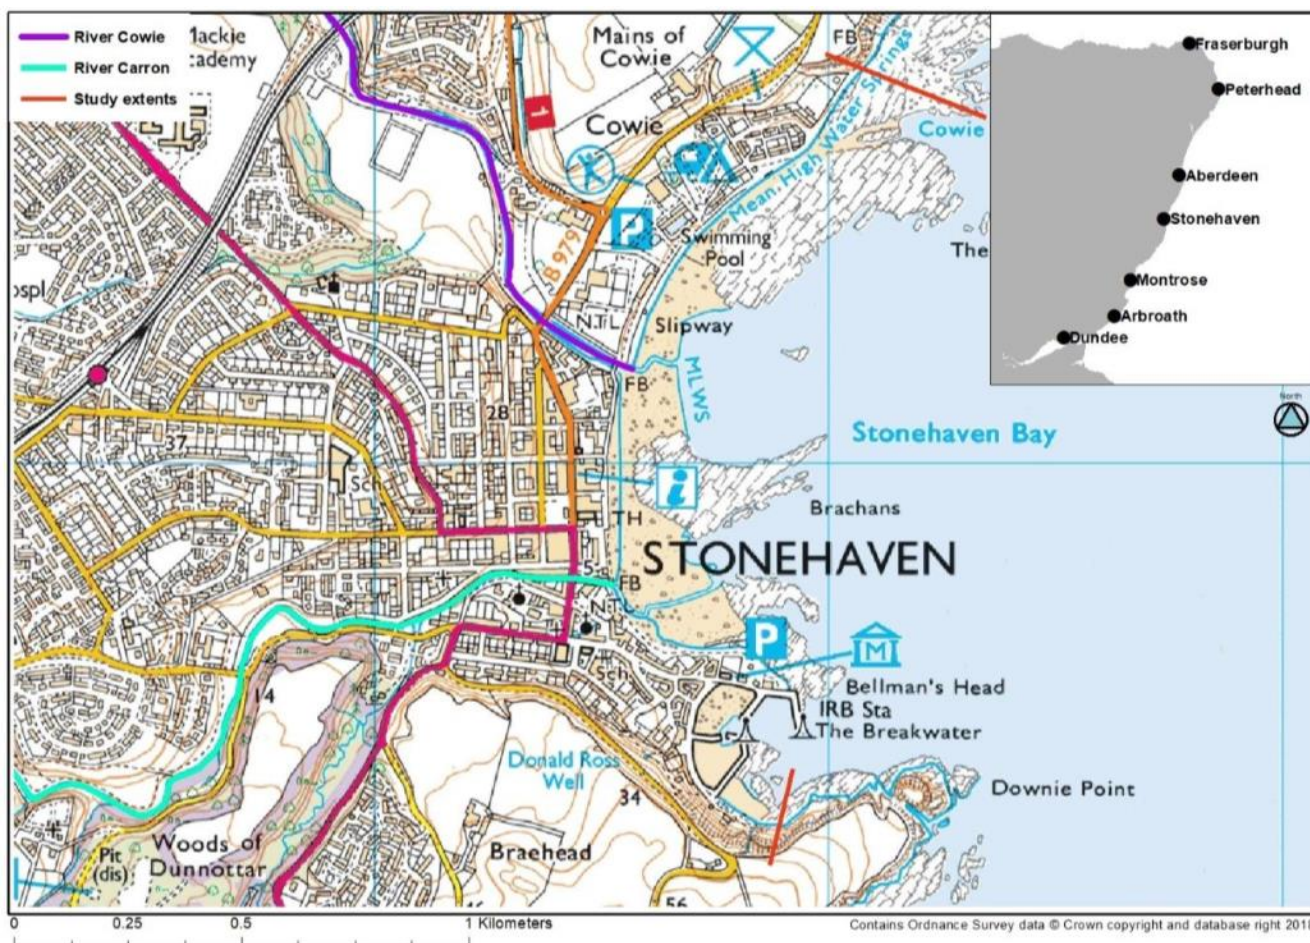 River Cowie
River Carron
Study extents
Mackie
cademy
Mains of
Cowie
FB
Cowie
1
Cowie
Mean High Water Springs
P
B 979
Swimming
Pool
The
ospl
N.T.L
Slipway
FB
MLWS
28
37
Sch
i
TH
Stonehaven Bay
Brachans
STONEHAVEN
5
FB
N.T.L
P
M
Sch
14
Bellman's Head
IRB Sta
The Breakwater
Donald Ross
Well
34
Downie Point
Woods of
Dunnottar
Pit
(dis)
Braehead
56
Fraserburgh
Peterhead
Aberdeen
Stonehaven
Montrose
Arbroath
Dundee
North
0 0.25 0.5 1 Kilometers
Contains Ordnance Survey data © Crown copyright and database right 201